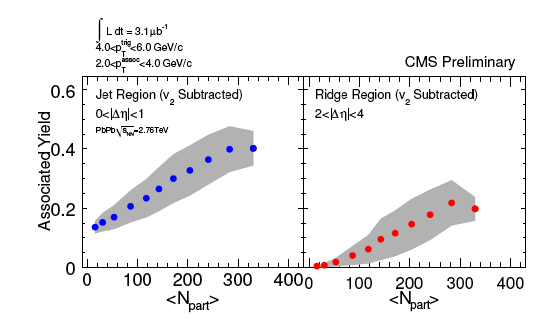 ∫ L dt = 3.1 μb⁻¹
4.0<p_T^trig<6.0 GeV/c
2.0<p_T^assoc<4.0 GeV/c
CMS Preliminary
Jet Region (v₂ Subtracted)
0<|Δη|<1
PbPb√s_NN=2.76TeV
Ridge Region (v₂ Subtracted)
2<|Δη|<4
Associated Yield
0.6
0.4
0.2
0
0 100 200 300 400
0 100 200 300 400
<N_part>
<N_part>